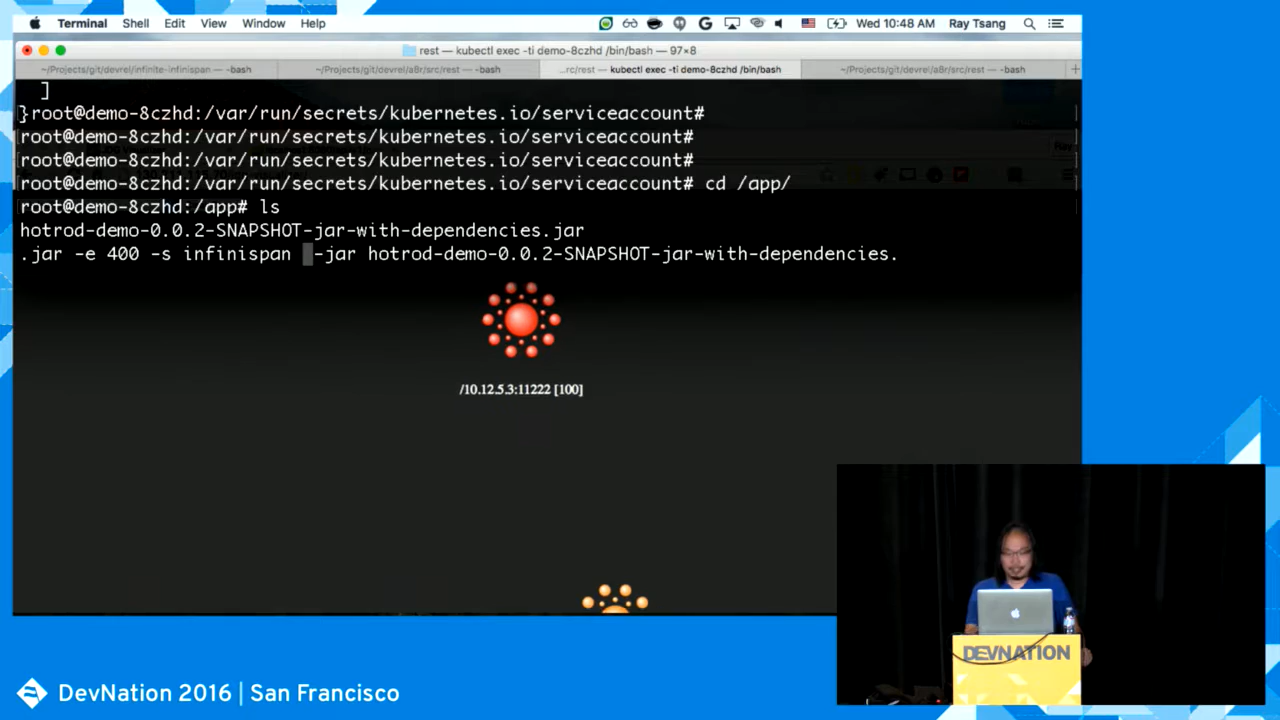 Terminal Shell Edit View Window Help Wed 10:48 AM Ray Tsang
rest — kubectl exec -ti demo-8czhd /bin/bash — 97×8
~/Projects/git/devrel/infinite-infinispan — -bash ~/Projects/git/devrel/a8r/src/rest — -bash ...rc/rest — kubectl exec -ti demo-8czhd /bin/bash ~/Projects/git/devrel/a8r/src/rest — -bash +
]
}root@demo-8czhd:/var/run/secrets/kubernetes.io/serviceaccount#
root@demo-8czhd:/var/run/secrets/kubernetes.io/serviceaccount#
root@demo-8czhd:/var/run/secrets/kubernetes.io/serviceaccount#
root@demo-8czhd:/var/run/secrets/kubernetes.io/serviceaccount# cd /app/
root@demo-8czhd:/app# ls
hotrod-demo-0.0.2-SNAPSHOT-jar-with-dependencies.jar
.jar -e 400 -s infinispan -jar hotrod-demo-0.0.2-SNAPSHOT-jar-with-dependencies.
/10.12.5.3:11222 [100]
DEVNATION
DevNation 2016 | San Francisco